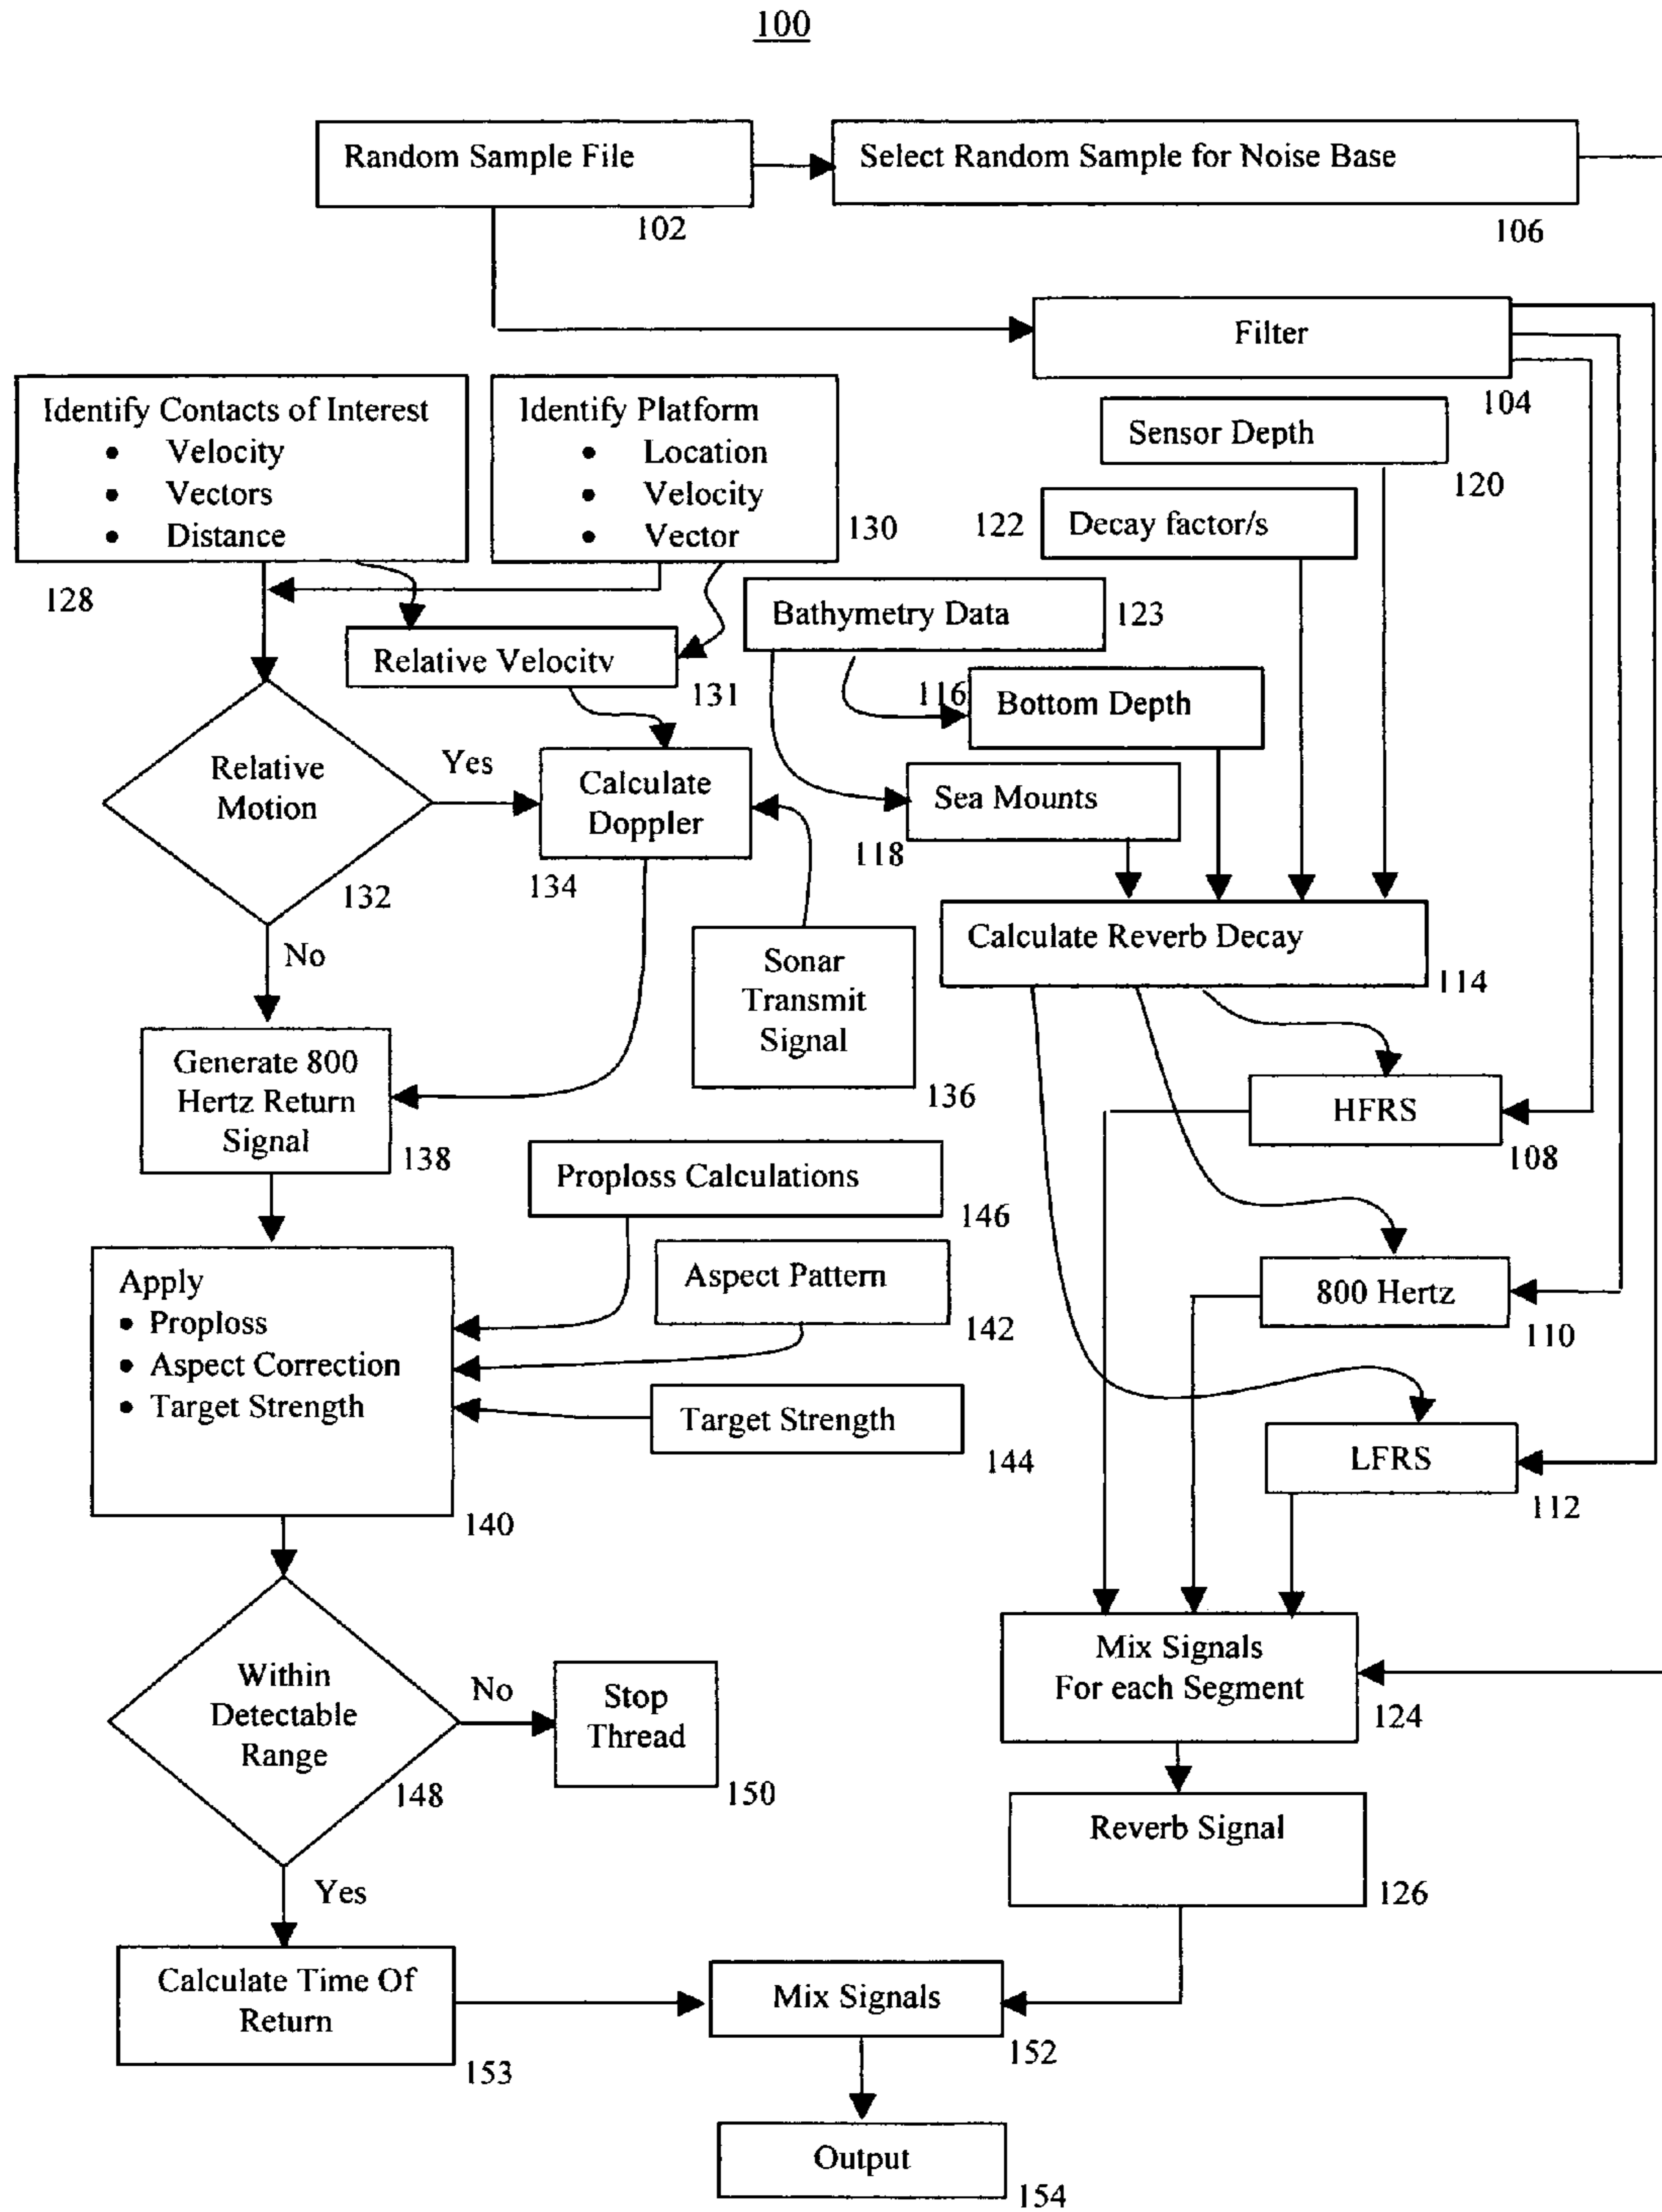 100
Random Sample File
102
Select Random Sample for Noise Base
106
Filter
104
Identify Contacts of Interest
• Velocity
• Vectors
• Distance
128
Identify Platform
• Location
• Velocity
• Vector
130
Sensor Depth
120
122
Decay factor/s
Bathymetry Data
123
Relative Velocity
131
116
Bottom Depth
Relative
Motion
132
Yes
No
Calculate
Doppler
134
Sea Mounts
118
Calculate Reverb Decay
114
Sonar
Transmit
Signal
136
Generate 800
Hertz Return
Signal
138
HFRS
108
Proploss Calculations
146
Apply
• Proploss
• Aspect Correction
• Target Strength
140
Aspect Pattern
142
800 Hertz
110
Target Strength
144
LFRS
112
Within
Detectable
Range
148
No
Stop
Thread
150
Mix Signals
For each Segment
124
Reverb Signal
126
Yes
Calculate Time Of
Return
153
Mix Signals
152
Output
154